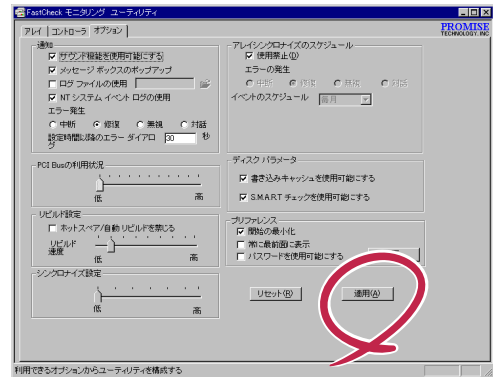 FastCheck モニタリング ユーティリティ
PROMISE
TECHNOLOGY, INC.
アレイ
コントローラ
オプション
通知
サウンド機能を使用可能にする
メッセージ ボックスのポップアップ
ログ ファイルの使用
NT システム イベント ログの使用
エラー発生
中断 修復 無視 対話
設定時間以降のエラー ダイアロ 30 秒
グ
PCI Busの利用状況
低 高
リビルド設定
ホットスペア/自動リビルドを禁じる
リビルド
速度
低 高
シンクロナイズ設定
低 高
アレイシンクロナイズのスケジュール
使用禁止(D)
エラーの発生
中断 修復 無視 対話
イベントのスケジュール 毎月
ディスク パラメータ
書き込みキャッシュを使用可能にする
S.M.A.R.T チェックを使用可能にする
プリファレンス
開始の最小化
常に最前面に表示
パスワードを使用可能にする
リセット(R) 適用(A)
利用できるオプションからユーティリティを構成する